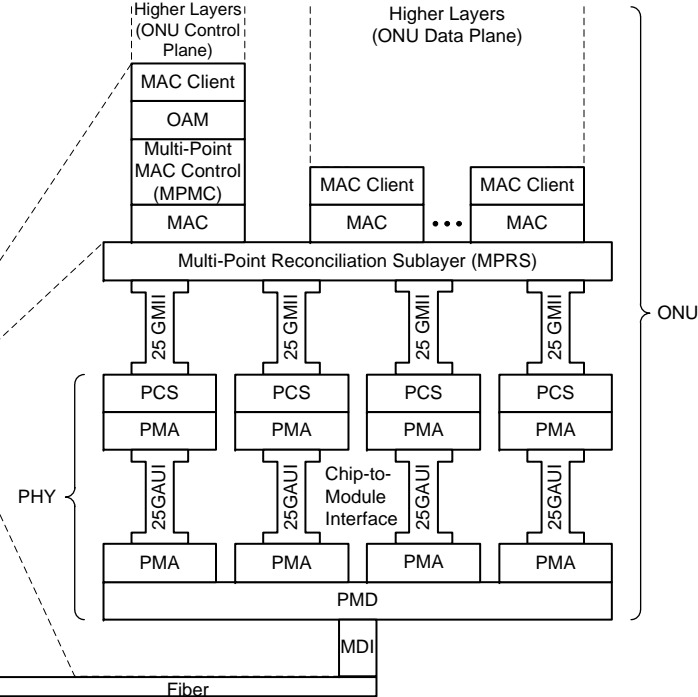 Higher Layers
(ONU Control
Plane)
Higher Layers
(ONU Data Plane)
MAC Client
OAM
Multi-Point
MAC Control
(MPMC)
MAC
MAC Client
MAC
•••
MAC Client
MAC
Multi-Point Reconciliation Sublayer (MPRS)
25 GMII
25 GMII
25 GMII
25 GMII
ONU
PCS
PCS
PCS
PCS
PMA
PMA
PMA
PMA
PHY
25GAUI
25GAUI
Chip-to-
Module
Interface
25GAUI
25GAUI
PMA
PMA
PMA
PMA
PMD
MDI
Fiber